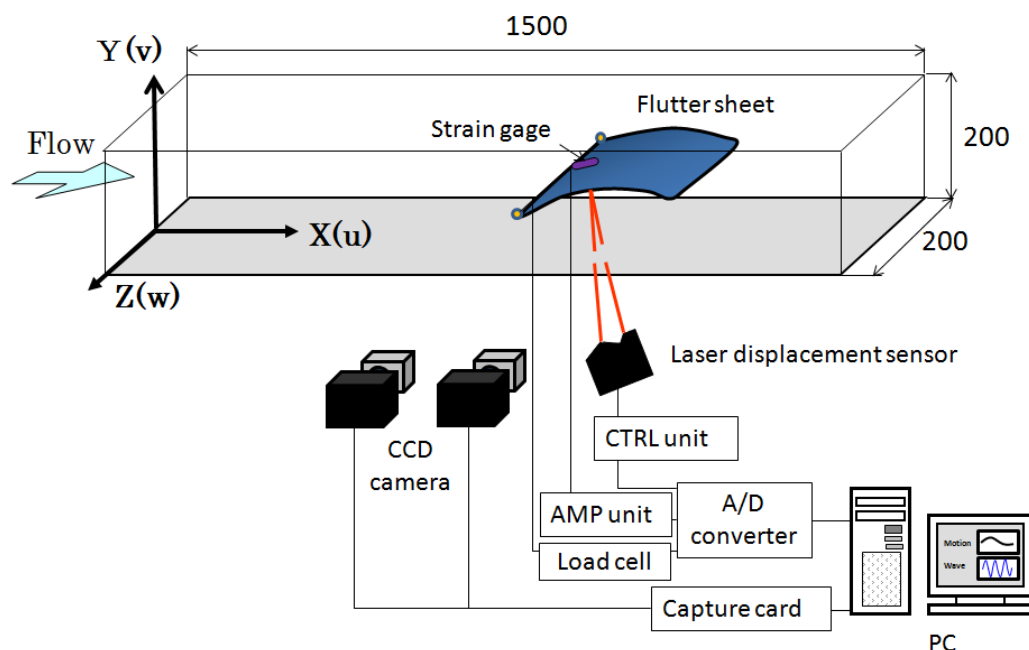 1500
Y(v)
Flutter sheet
Strain gage
Flow
200
X(u)
200
Z(w)
Laser displacement sensor
CTRL unit
CCD
camera
A/D
converter
AMP unit
Load cell
Motion
Wave
Capture card
PC